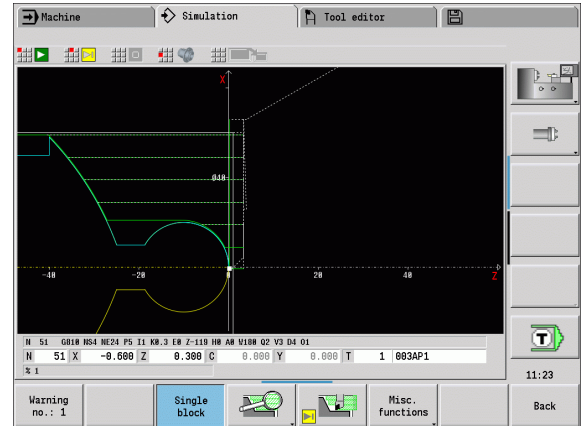 Machine
Simulation
Tool editor
X
Ø40
-40
-20
0
20
40
Z
N 51 G810 NS4 NE24 P5 I1 K0.3 E0 Z-119 H0 A0 W180 Q2 V3 D4 O1
N 51 X -0.600 Z 0.300 C 0.000 Y 0.000 T 1 003AP1
% 1
T
11:23
Warning no.: 1
Single block
Misc. functions
Back